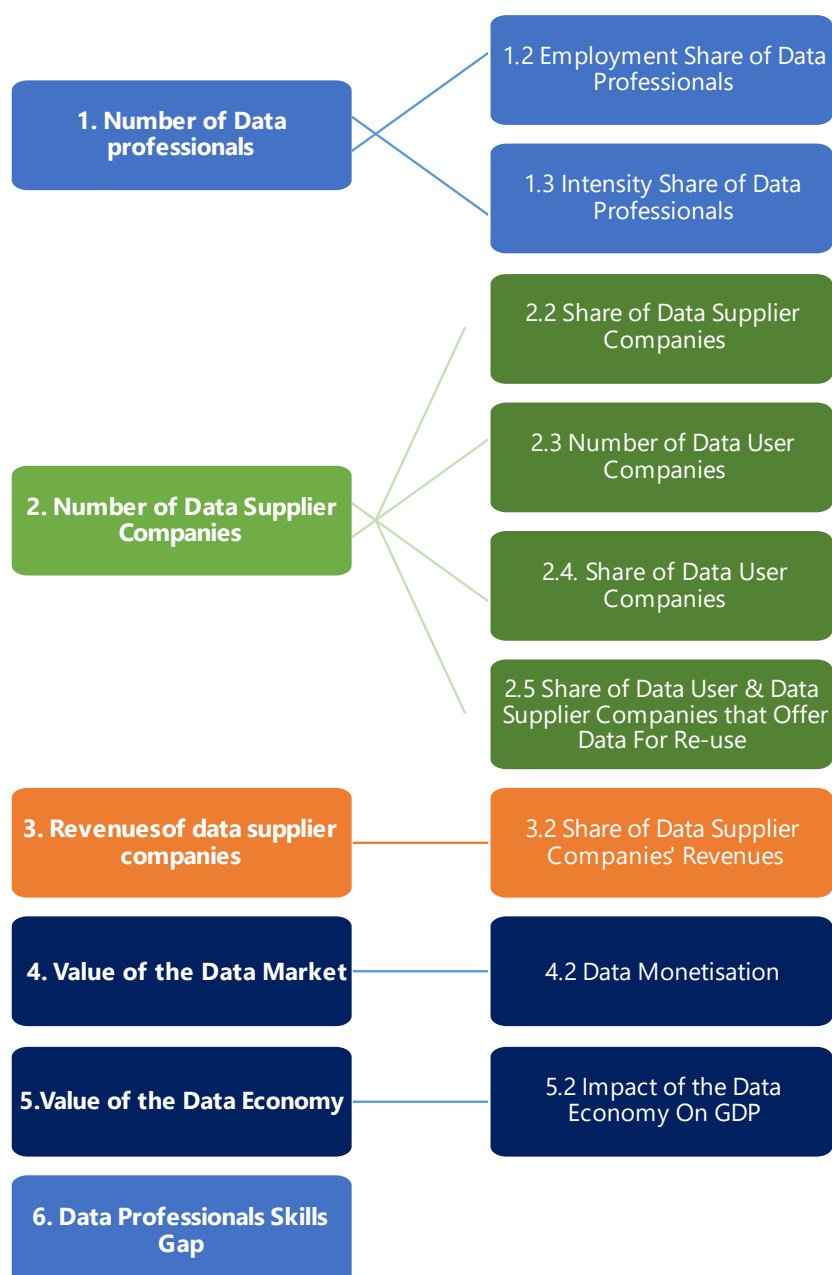 1. Number of Data
professionals
1.2 Employment Share of Data
Professionals
1.3 Intensity Share of Data
Professionals
2. Number of Data Supplier
Companies
2.2 Share of Data Supplier
Companies
2.3 Number of Data User
Companies
2.4. Share of Data User
Companies
2.5 Share of Data User & Data
Supplier Companies that Offer
Data For Re-use
3. Revenuesof data supplier
companies
3.2 Share of Data Supplier
Companies' Revenues
4. Value of the Data Market
4.2 Data Monetisation
5.Value of the Data Economy
5.2 Impact of the Data
Economy On GDP
6. Data Professionals Skills
Gap